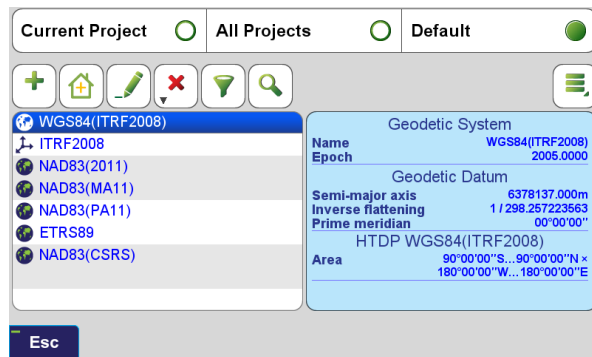 Current Project
All Projects
Default
WGS84(ITRF2008)
ITRF2008
NAD83(2011)
NAD83(MA11)
NAD83(PA11)
ETRS89
NAD83(CSRS)
Geodetic System
Name WGS84(ITRF2008)
Epoch 2005.0000
Geodetic Datum
Semi-major axis 6378137.000m
Inverse flattening 1 / 298.257223563
Prime meridian 00°00'00"
HTDP WGS84(ITRF2008)
Area 90°00'00"S...90°00'00"N ×
180°00'00"W...180°00'00"E
Esc